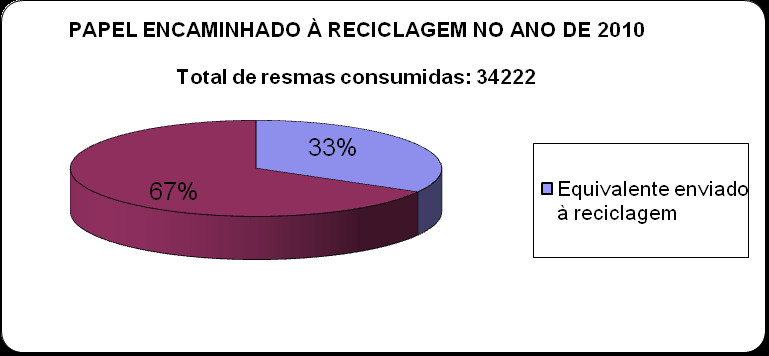 PAPEL ENCAMINHADO À RECICLAGEM NO ANO DE 2010
Total de resmas consumidas: 34222
33%
67%
Equivalente enviado
à reciclagem